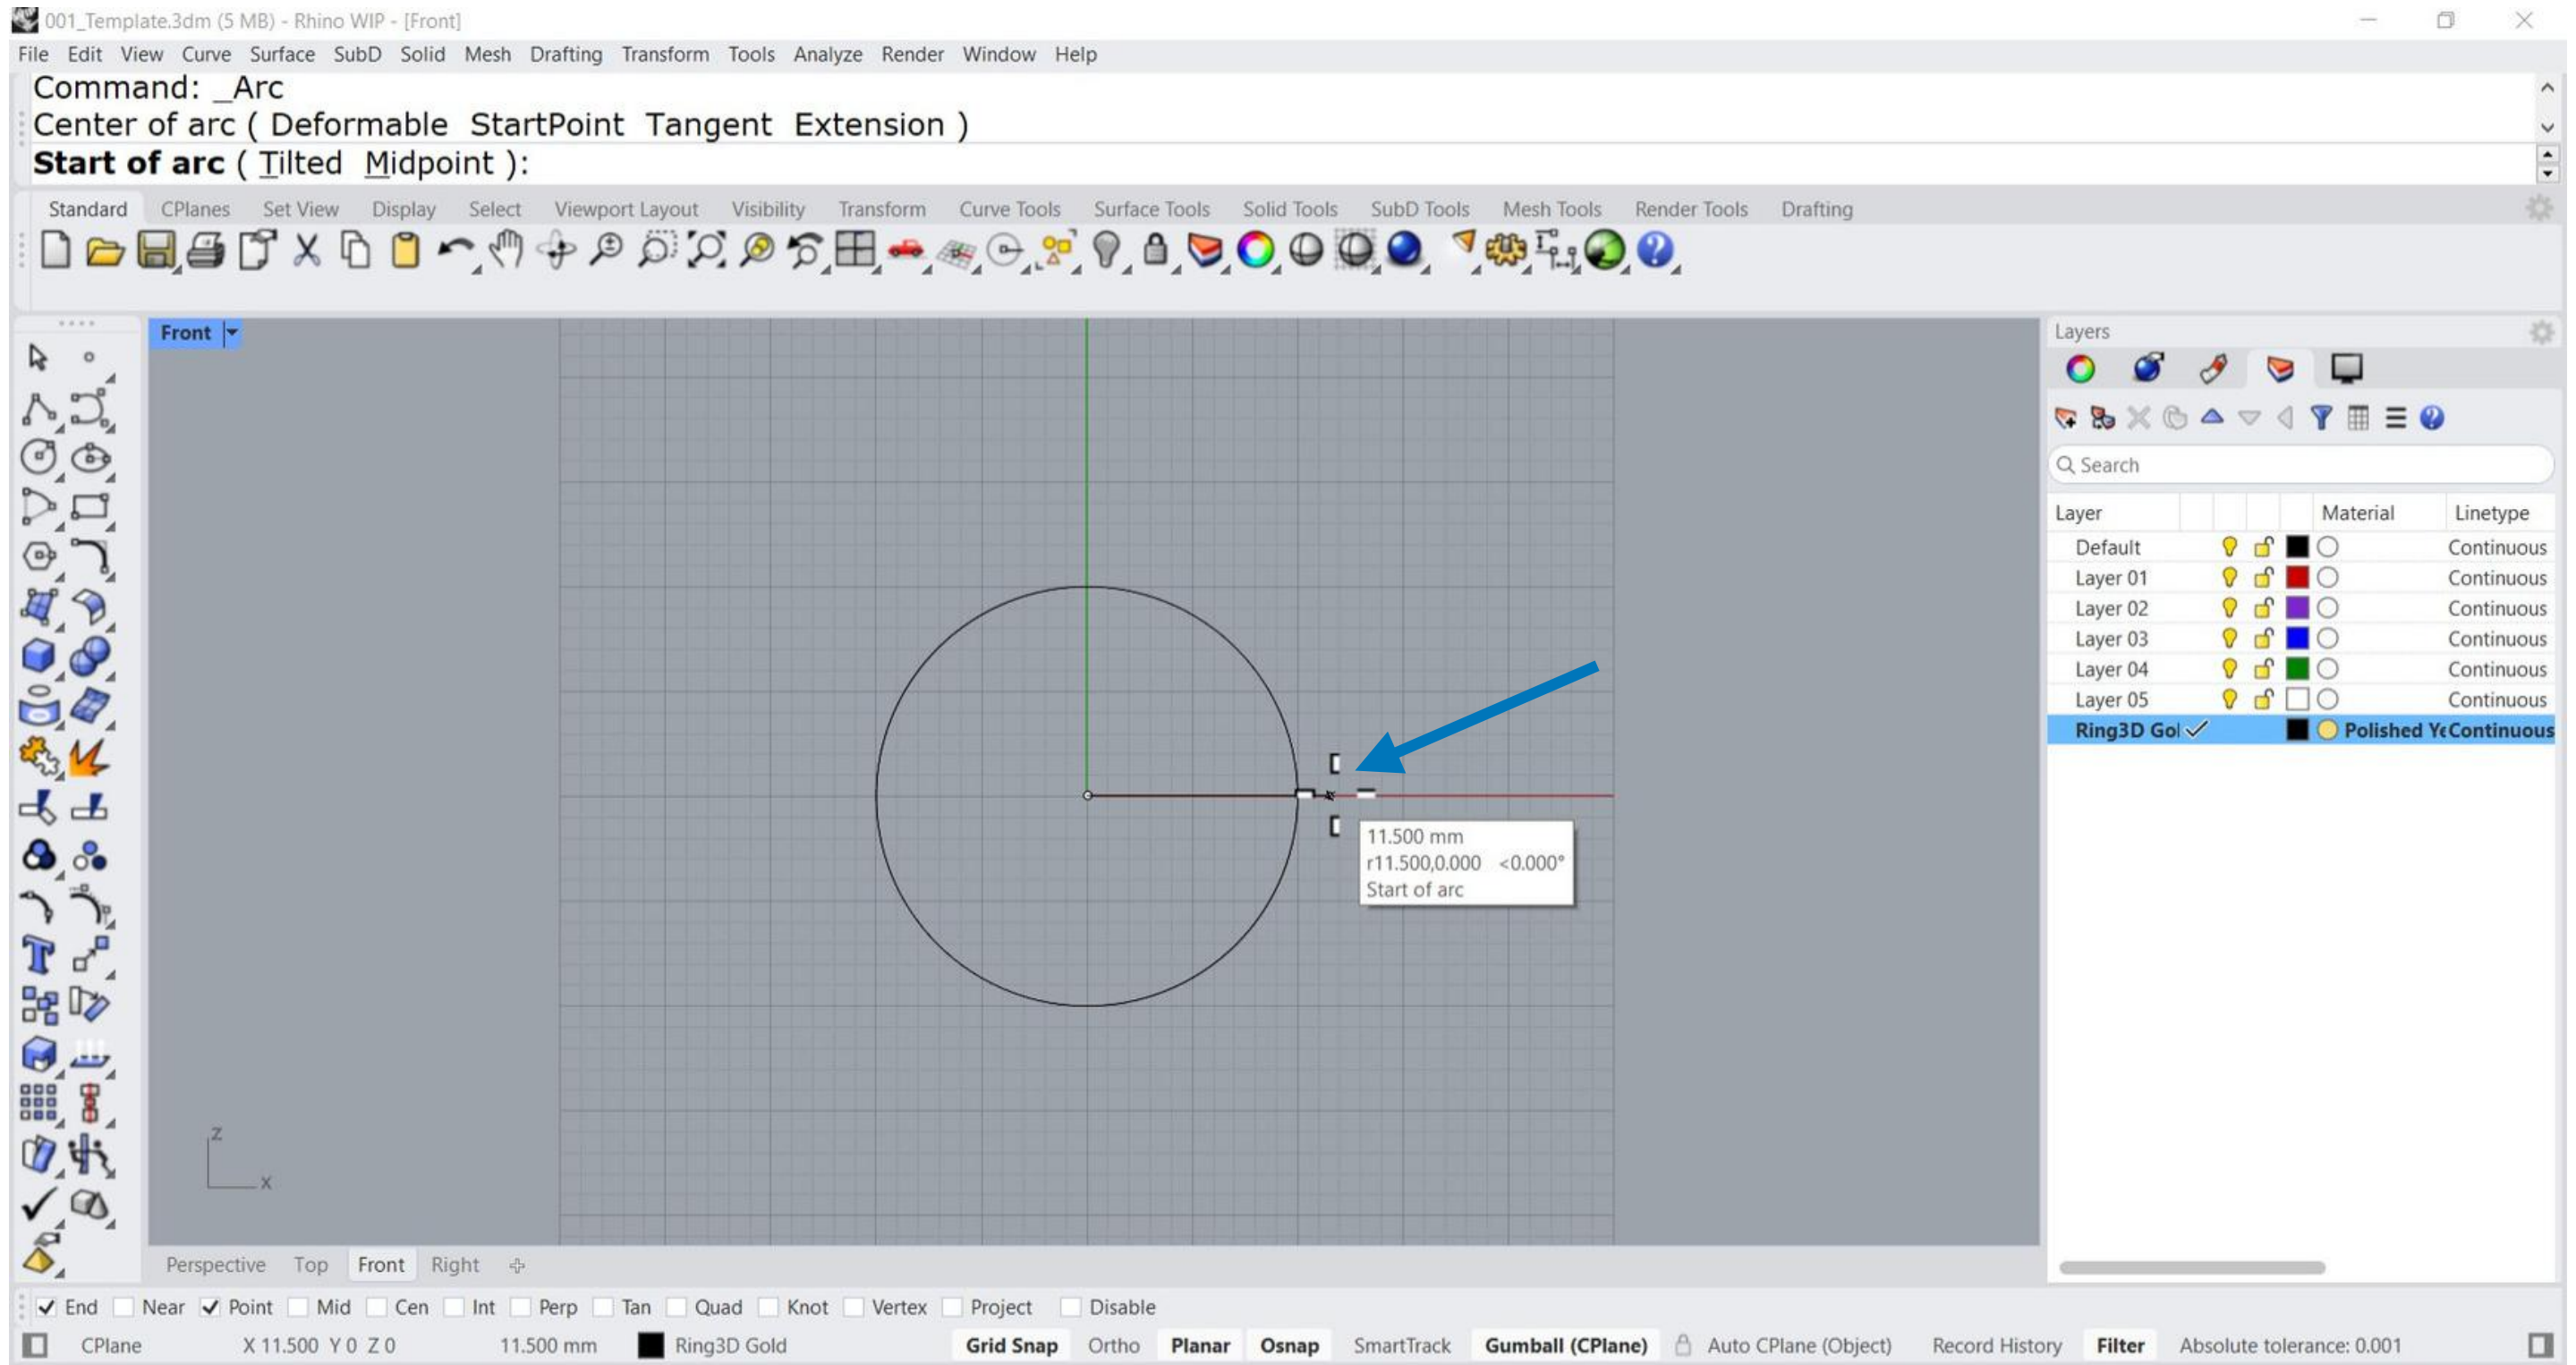 001_Template.3dm (5 MB) - Rhino WIP - [Front]
File Edit View Curve Surface SubD Solid Mesh Drafting Transform Tools Analyze Render Window Help
Command: _Arc
Center of arc ( Deformable StartPoint Tangent Extension )
Start of arc ( Tilted Midpoint ):
Standard CPlanes Set View Display Select Viewport Layout Visibility Transform Curve Tools Surface Tools Solid Tools SubD Tools Mesh Tools Render Tools Drafting
Front
Layers
Search
Layer Material Linetype
Default Continuous
Layer 01 Continuous
Layer 02 Continuous
Layer 03 Continuous
Layer 04 Continuous
Layer 05 Continuous
Ring3D Gol Polished Ye Continuous
11.500 mm
r11.500,0.000 <0.000°
Start of arc
z
x
Perspective Top Front Right
End Near Point Mid Cen Int Perp Tan Quad Knot Vertex Project Disable
CPlane X 11.500 Y 0 Z 0 11.500 mm Ring3D Gold Grid Snap Ortho Planar Osnap SmartTrack Gumball (CPlane) Auto CPlane (Object) Record History Filter Absolute tolerance: 0.001